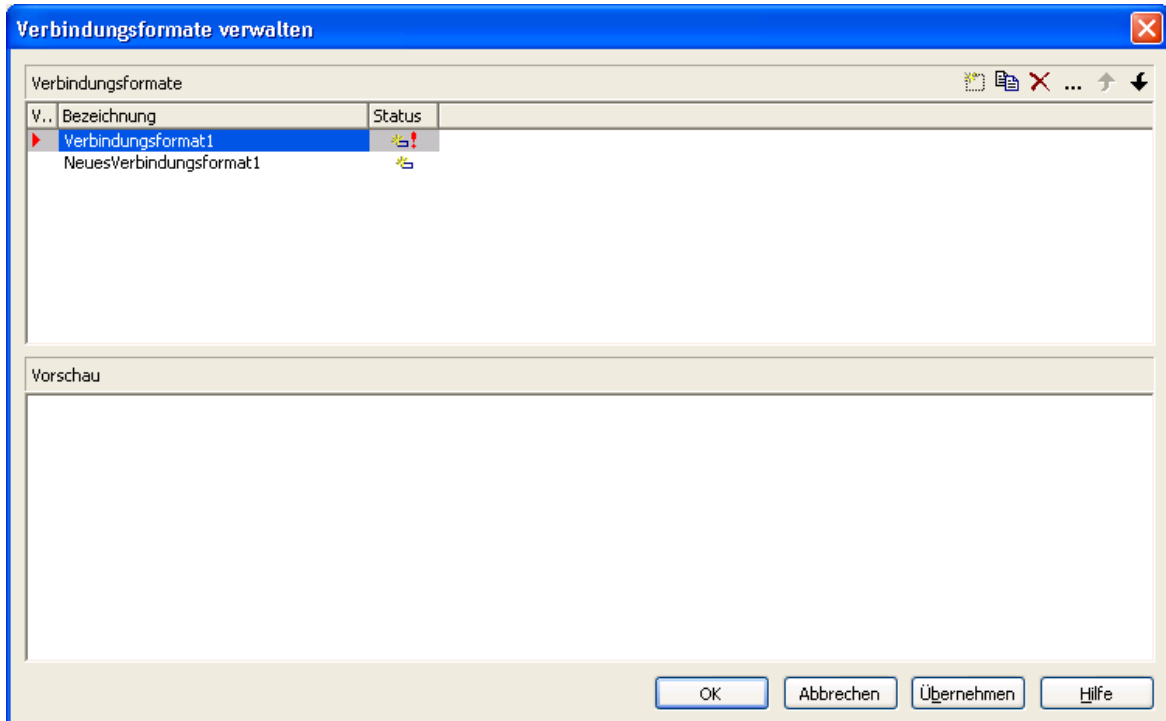 Verbindungsformate verwalten
Verbindungsformate
V.. Bezeichnung Status
Verbindungsformat1
NeuesVerbindungsformat1
Vorschau
OK Abbrechen Übernehmen Hilfe